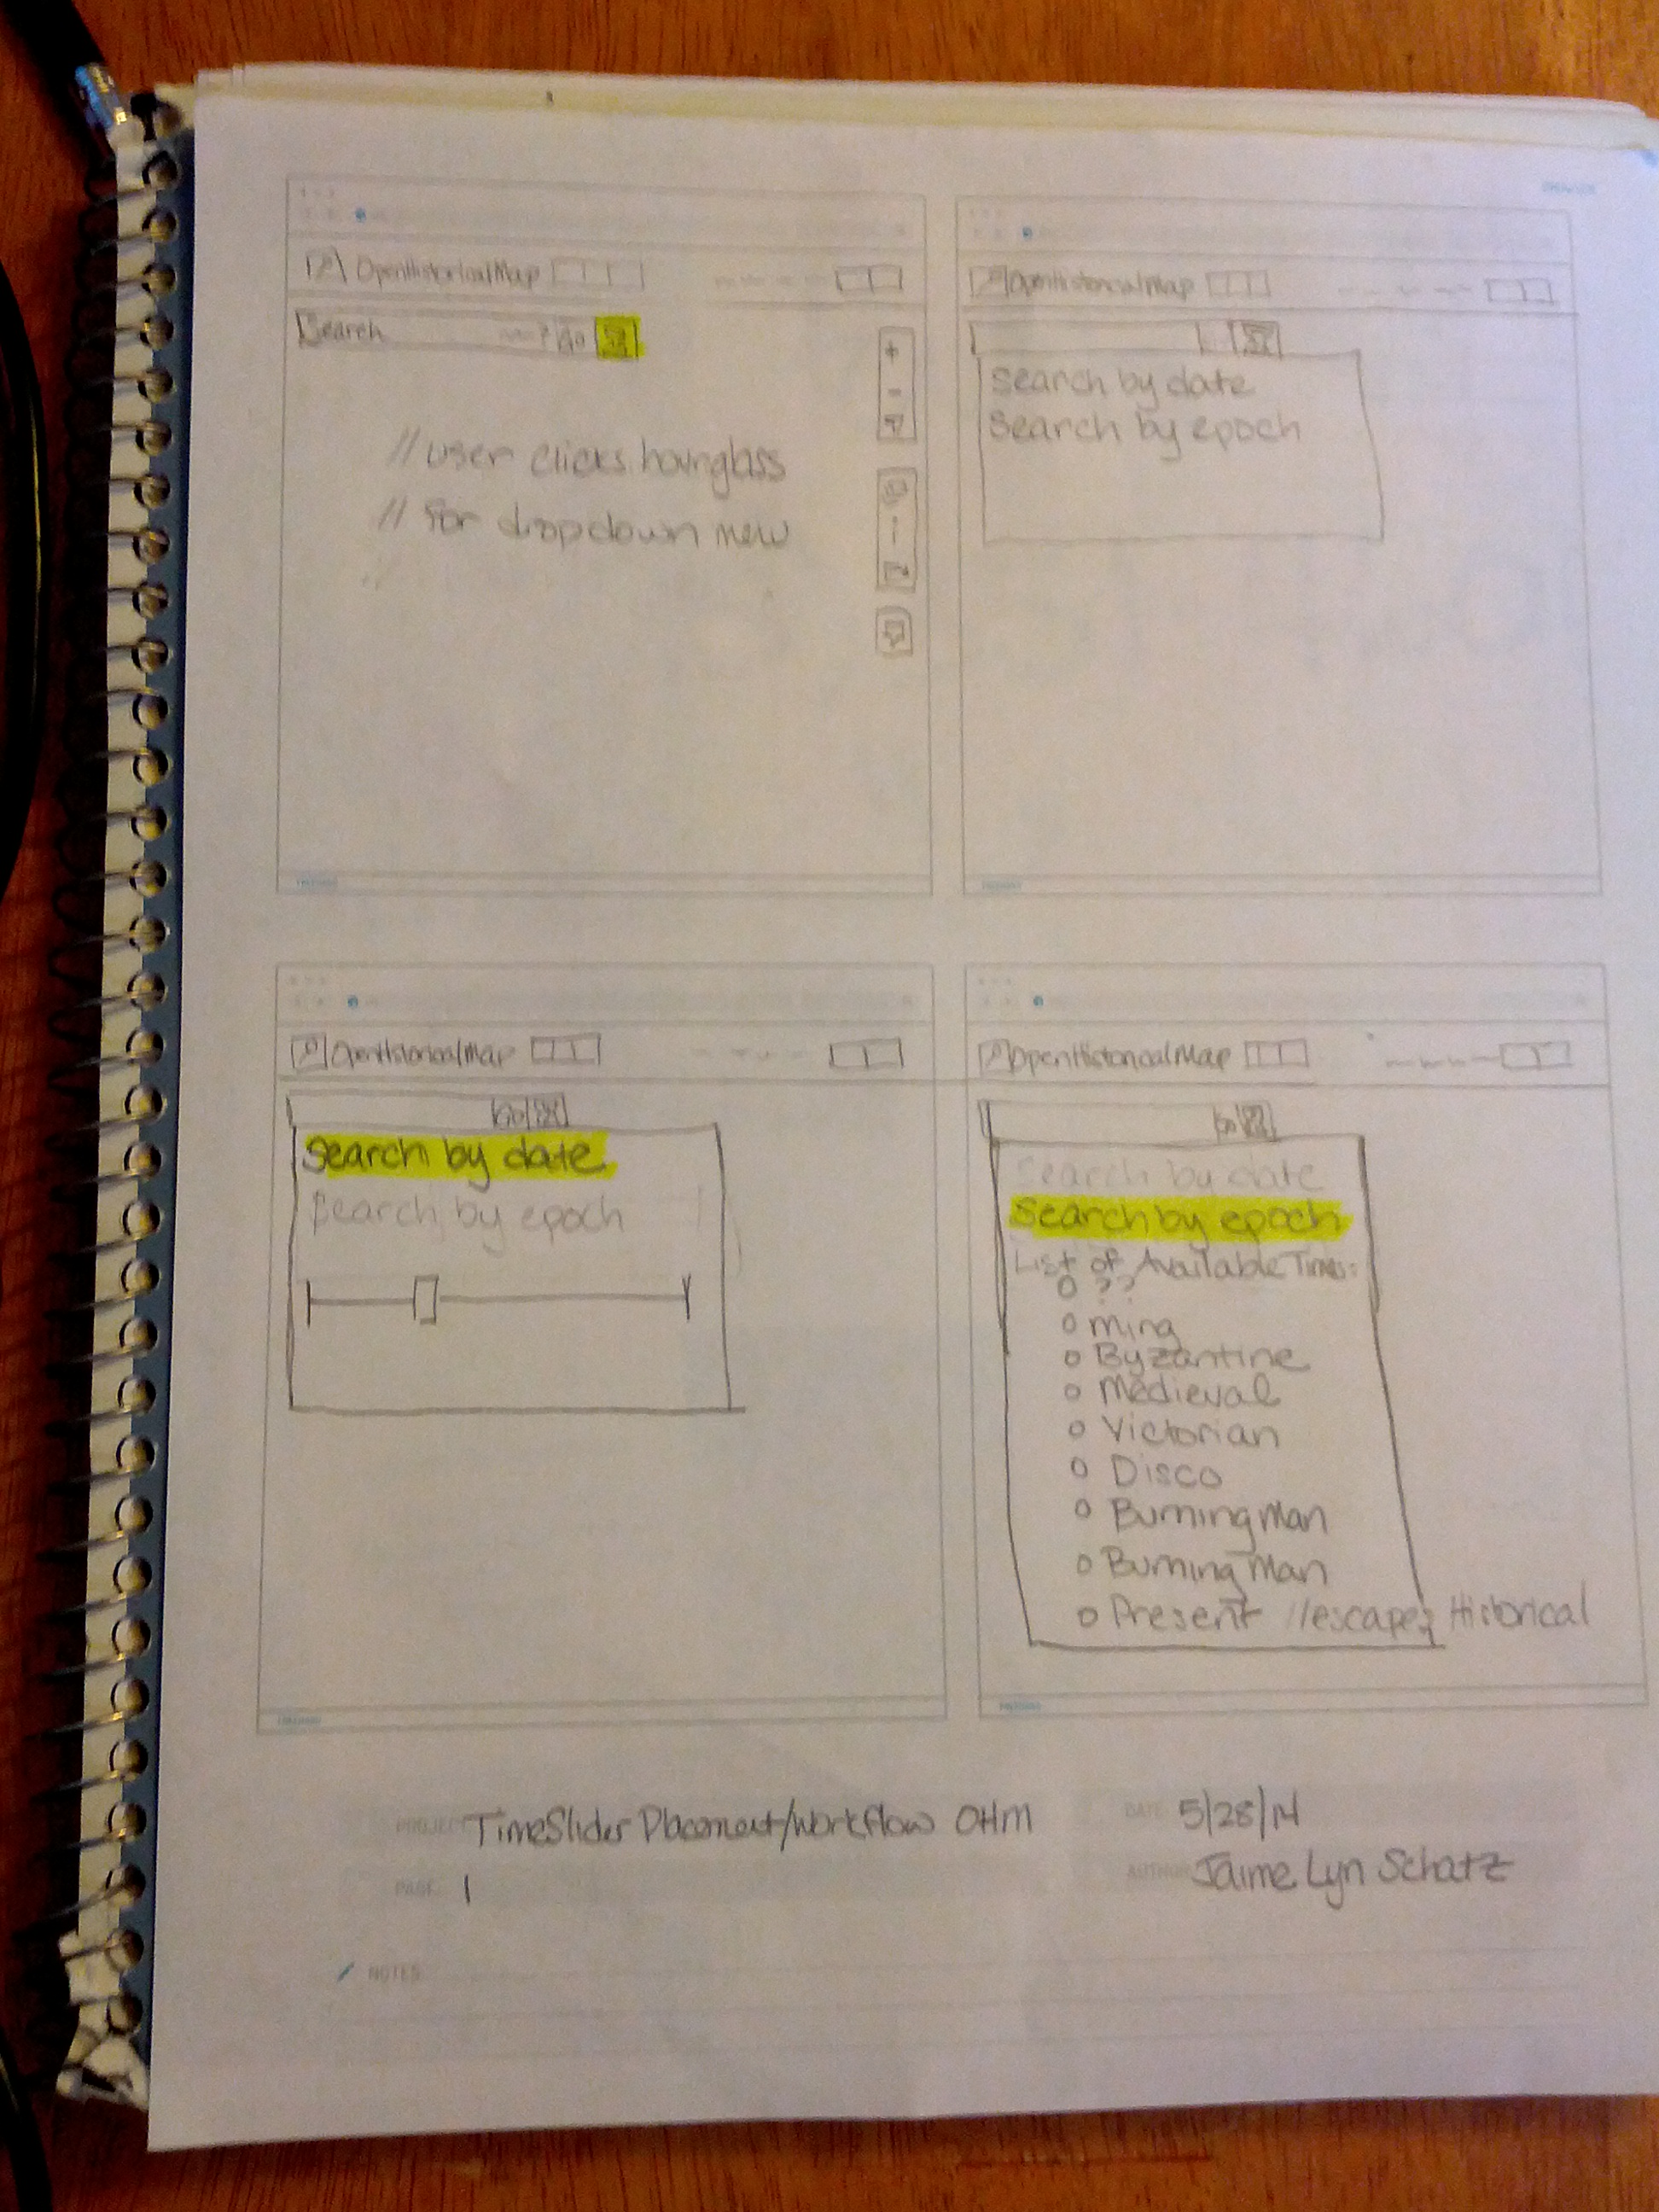 OpenHistoricalMap
Search ? Go
// user clicks hourglass
// for dropdown menu
OpenHistoricalMap
Search by date
Search by epoch
OpenHistoricalMap
Go
Search by date
Search by epoch
OpenHistoricalMap
Go
Search by date
Search by epoch
List of Available Times:
o ??
o Ming
o Byzantine
o Medieval
o Victorian
o Disco
o Burning Man
o Burning Man
o Present //escapes Historical
PROJECT TimeSlider Placement/Workflow OHM
DATE 5/28/14
PAGE 1
AUTHOR Jaime Lyn Schatz
NOTES